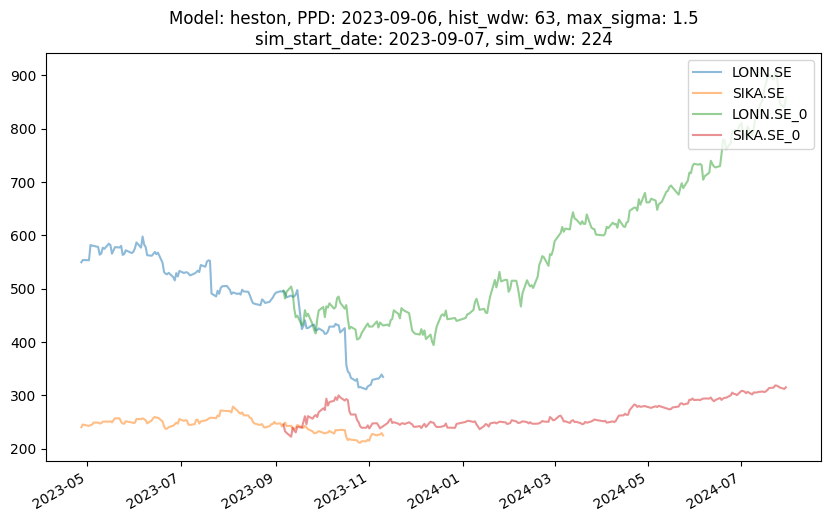 Model: heston, PPD: 2023-09-06, hist_wdw: 63, max_sigma: 1.5
sim_start_date: 2023-09-07, sim_wdw: 224
LONN.SE
SIKA.SE
LONN.SE_0
SIKA.SE_0
900
800
700
600
500
400
300
200
2023-05
2023-07
2023-09
2023-11
2024-01
2024-03
2024-05
2024-07